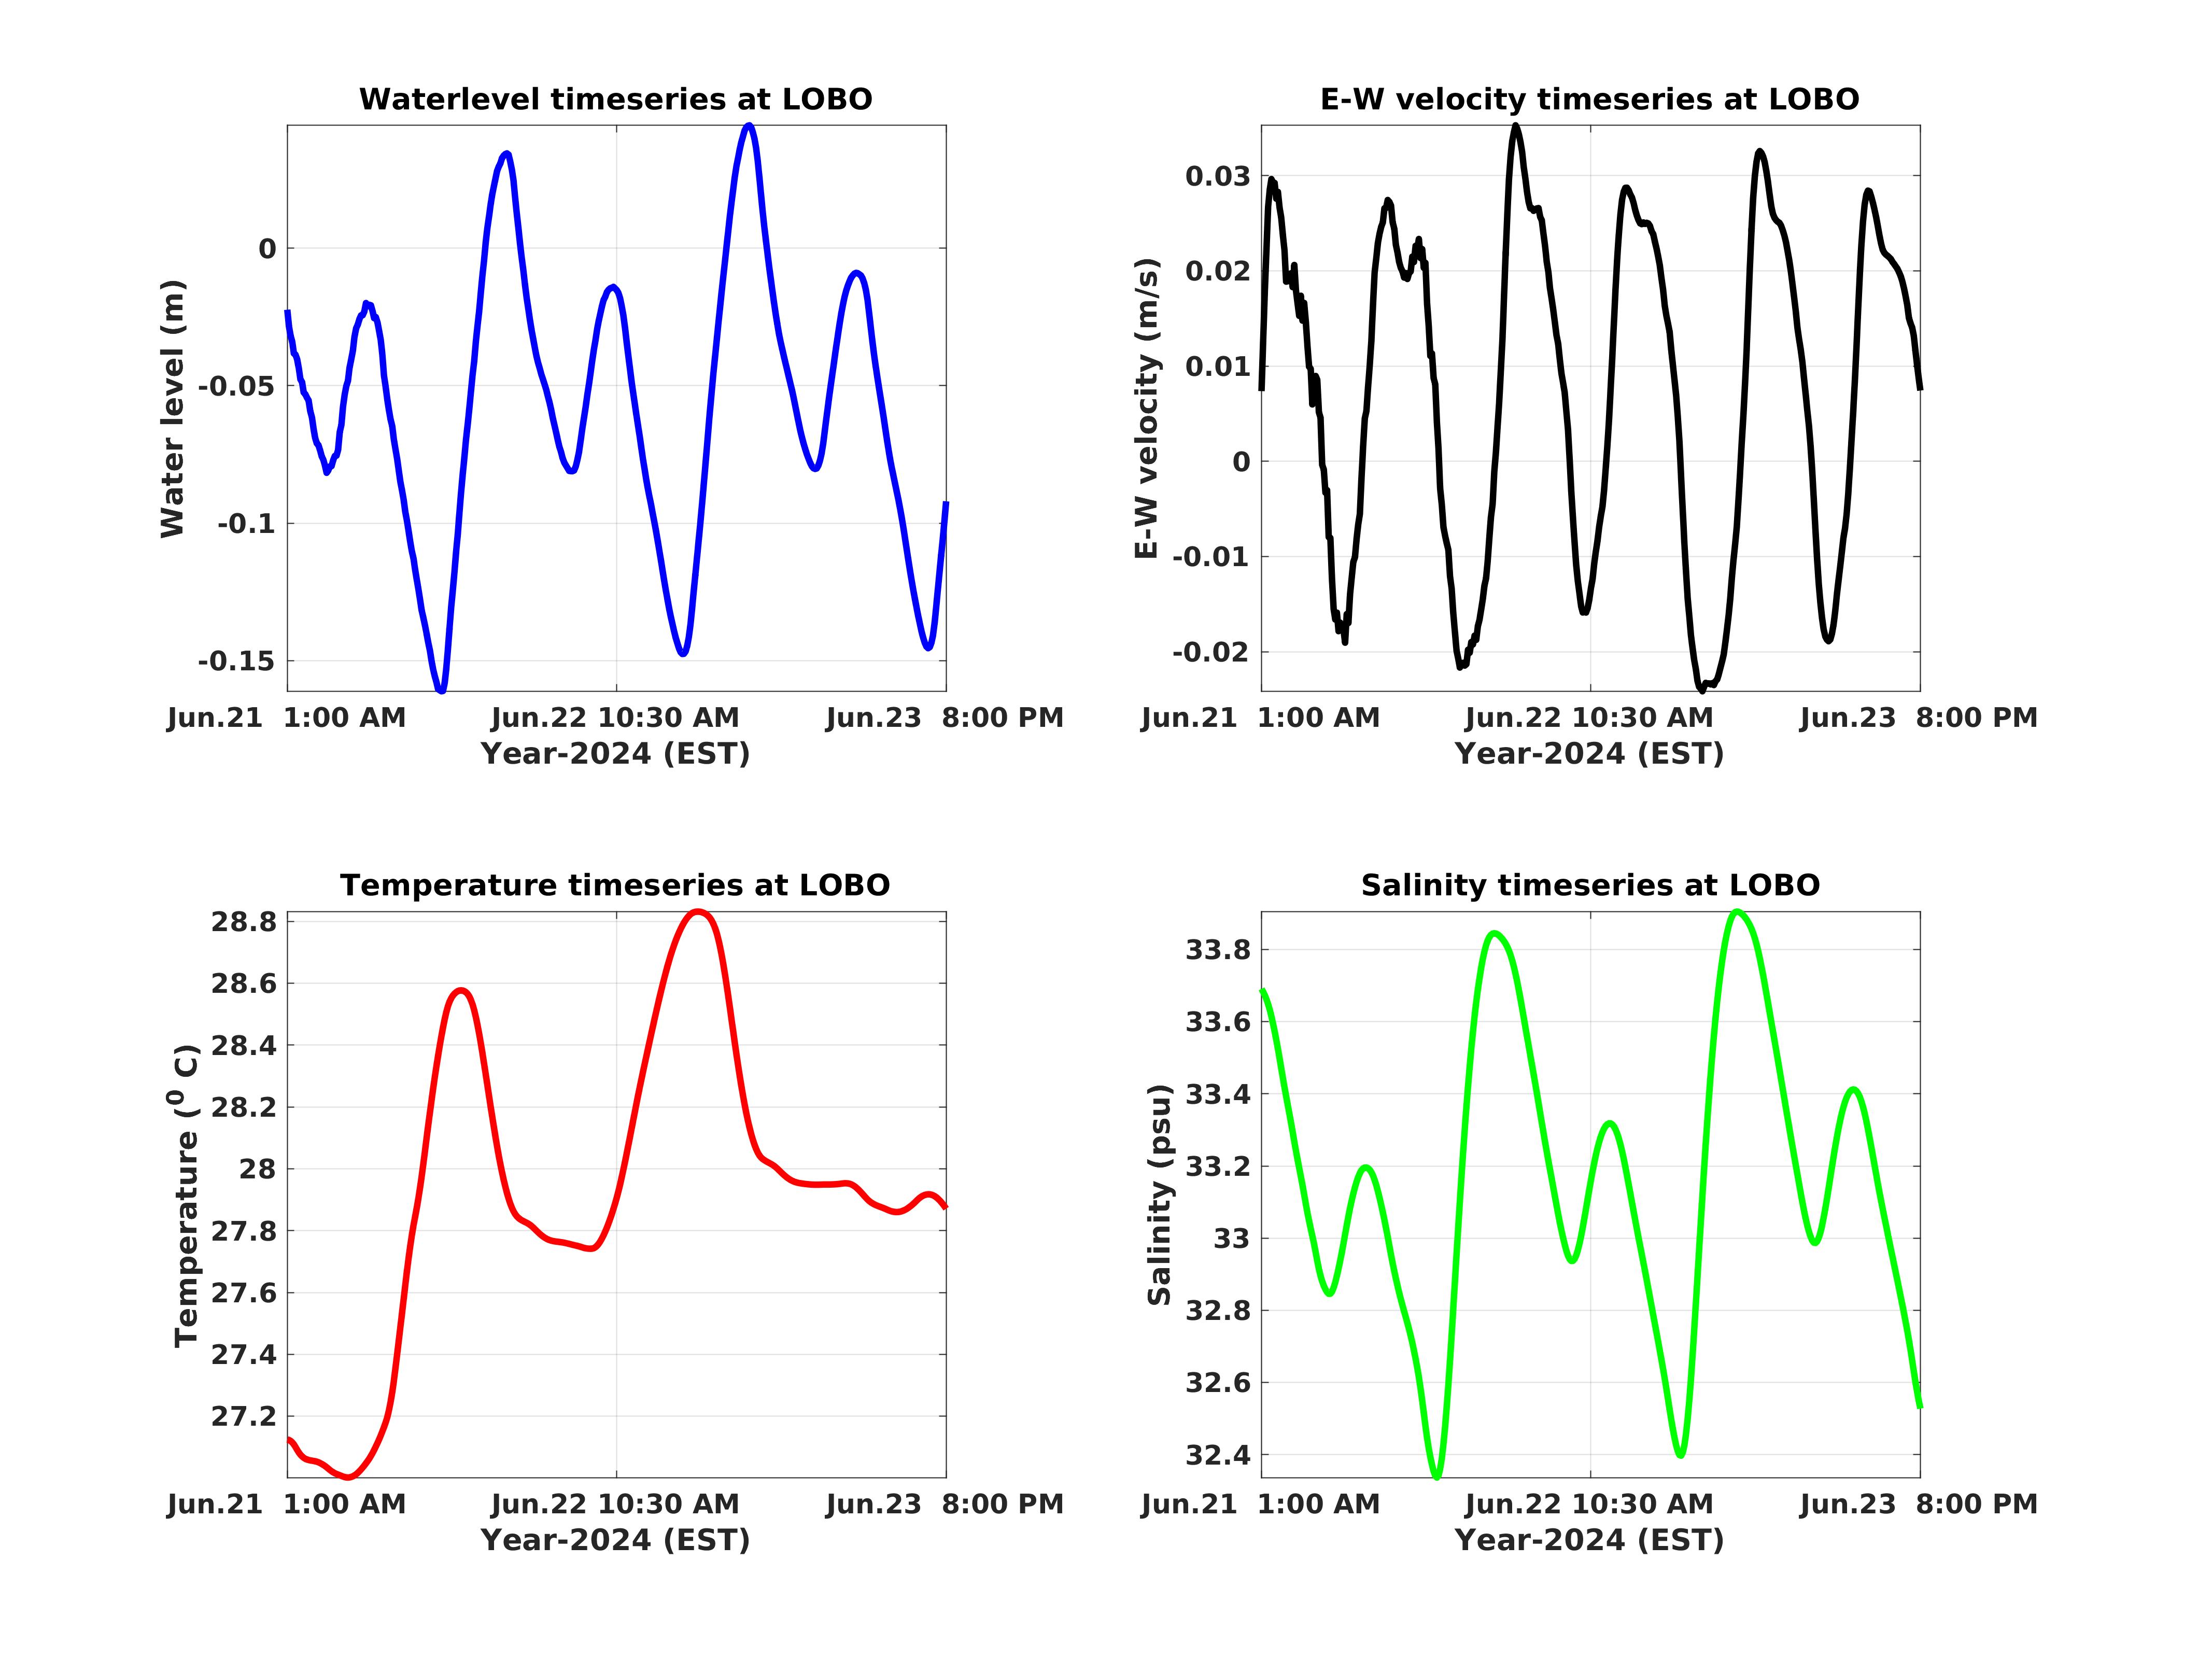 Waterlevel timeseries at LOBO
0
-0.05
-0.1
-0.15
Water level (m)
Jun.21 1:00 AM
Jun.22 10:30 AM
Jun.23 8:00 PM
Year-2024 (EST)
E-W velocity timeseries at LOBO
0.03
0.02
0.01
0
-0.01
-0.02
E-W velocity (m/s)
Jun.21 1:00 AM
Jun.22 10:30 AM
Jun.23 8:00 PM
Year-2024 (EST)
Temperature timeseries at LOBO
28.8
28.6
28.4
28.2
28
27.8
27.6
27.4
27.2
Temperature (⁰ C)
Jun.21 1:00 AM
Jun.22 10:30 AM
Jun.23 8:00 PM
Year-2024 (EST)
Salinity timeseries at LOBO
33.8
33.6
33.4
33.2
33
32.8
32.6
32.4
Salinity (psu)
Jun.21 1:00 AM
Jun.22 10:30 AM
Jun.23 8:00 PM
Year-2024 (EST)